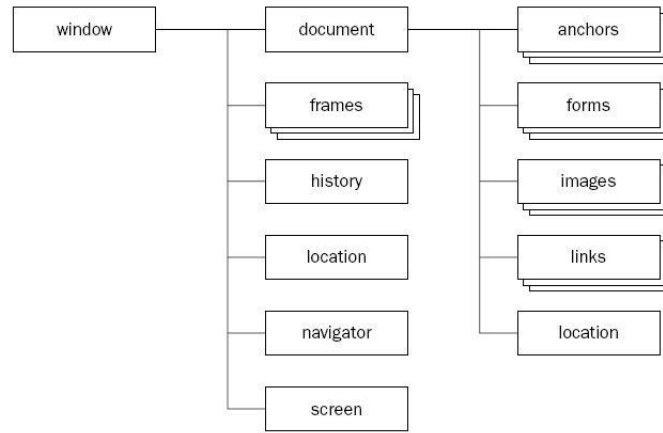 window
document
anchors
frames
forms
history
images
location
links
navigator
location
screen